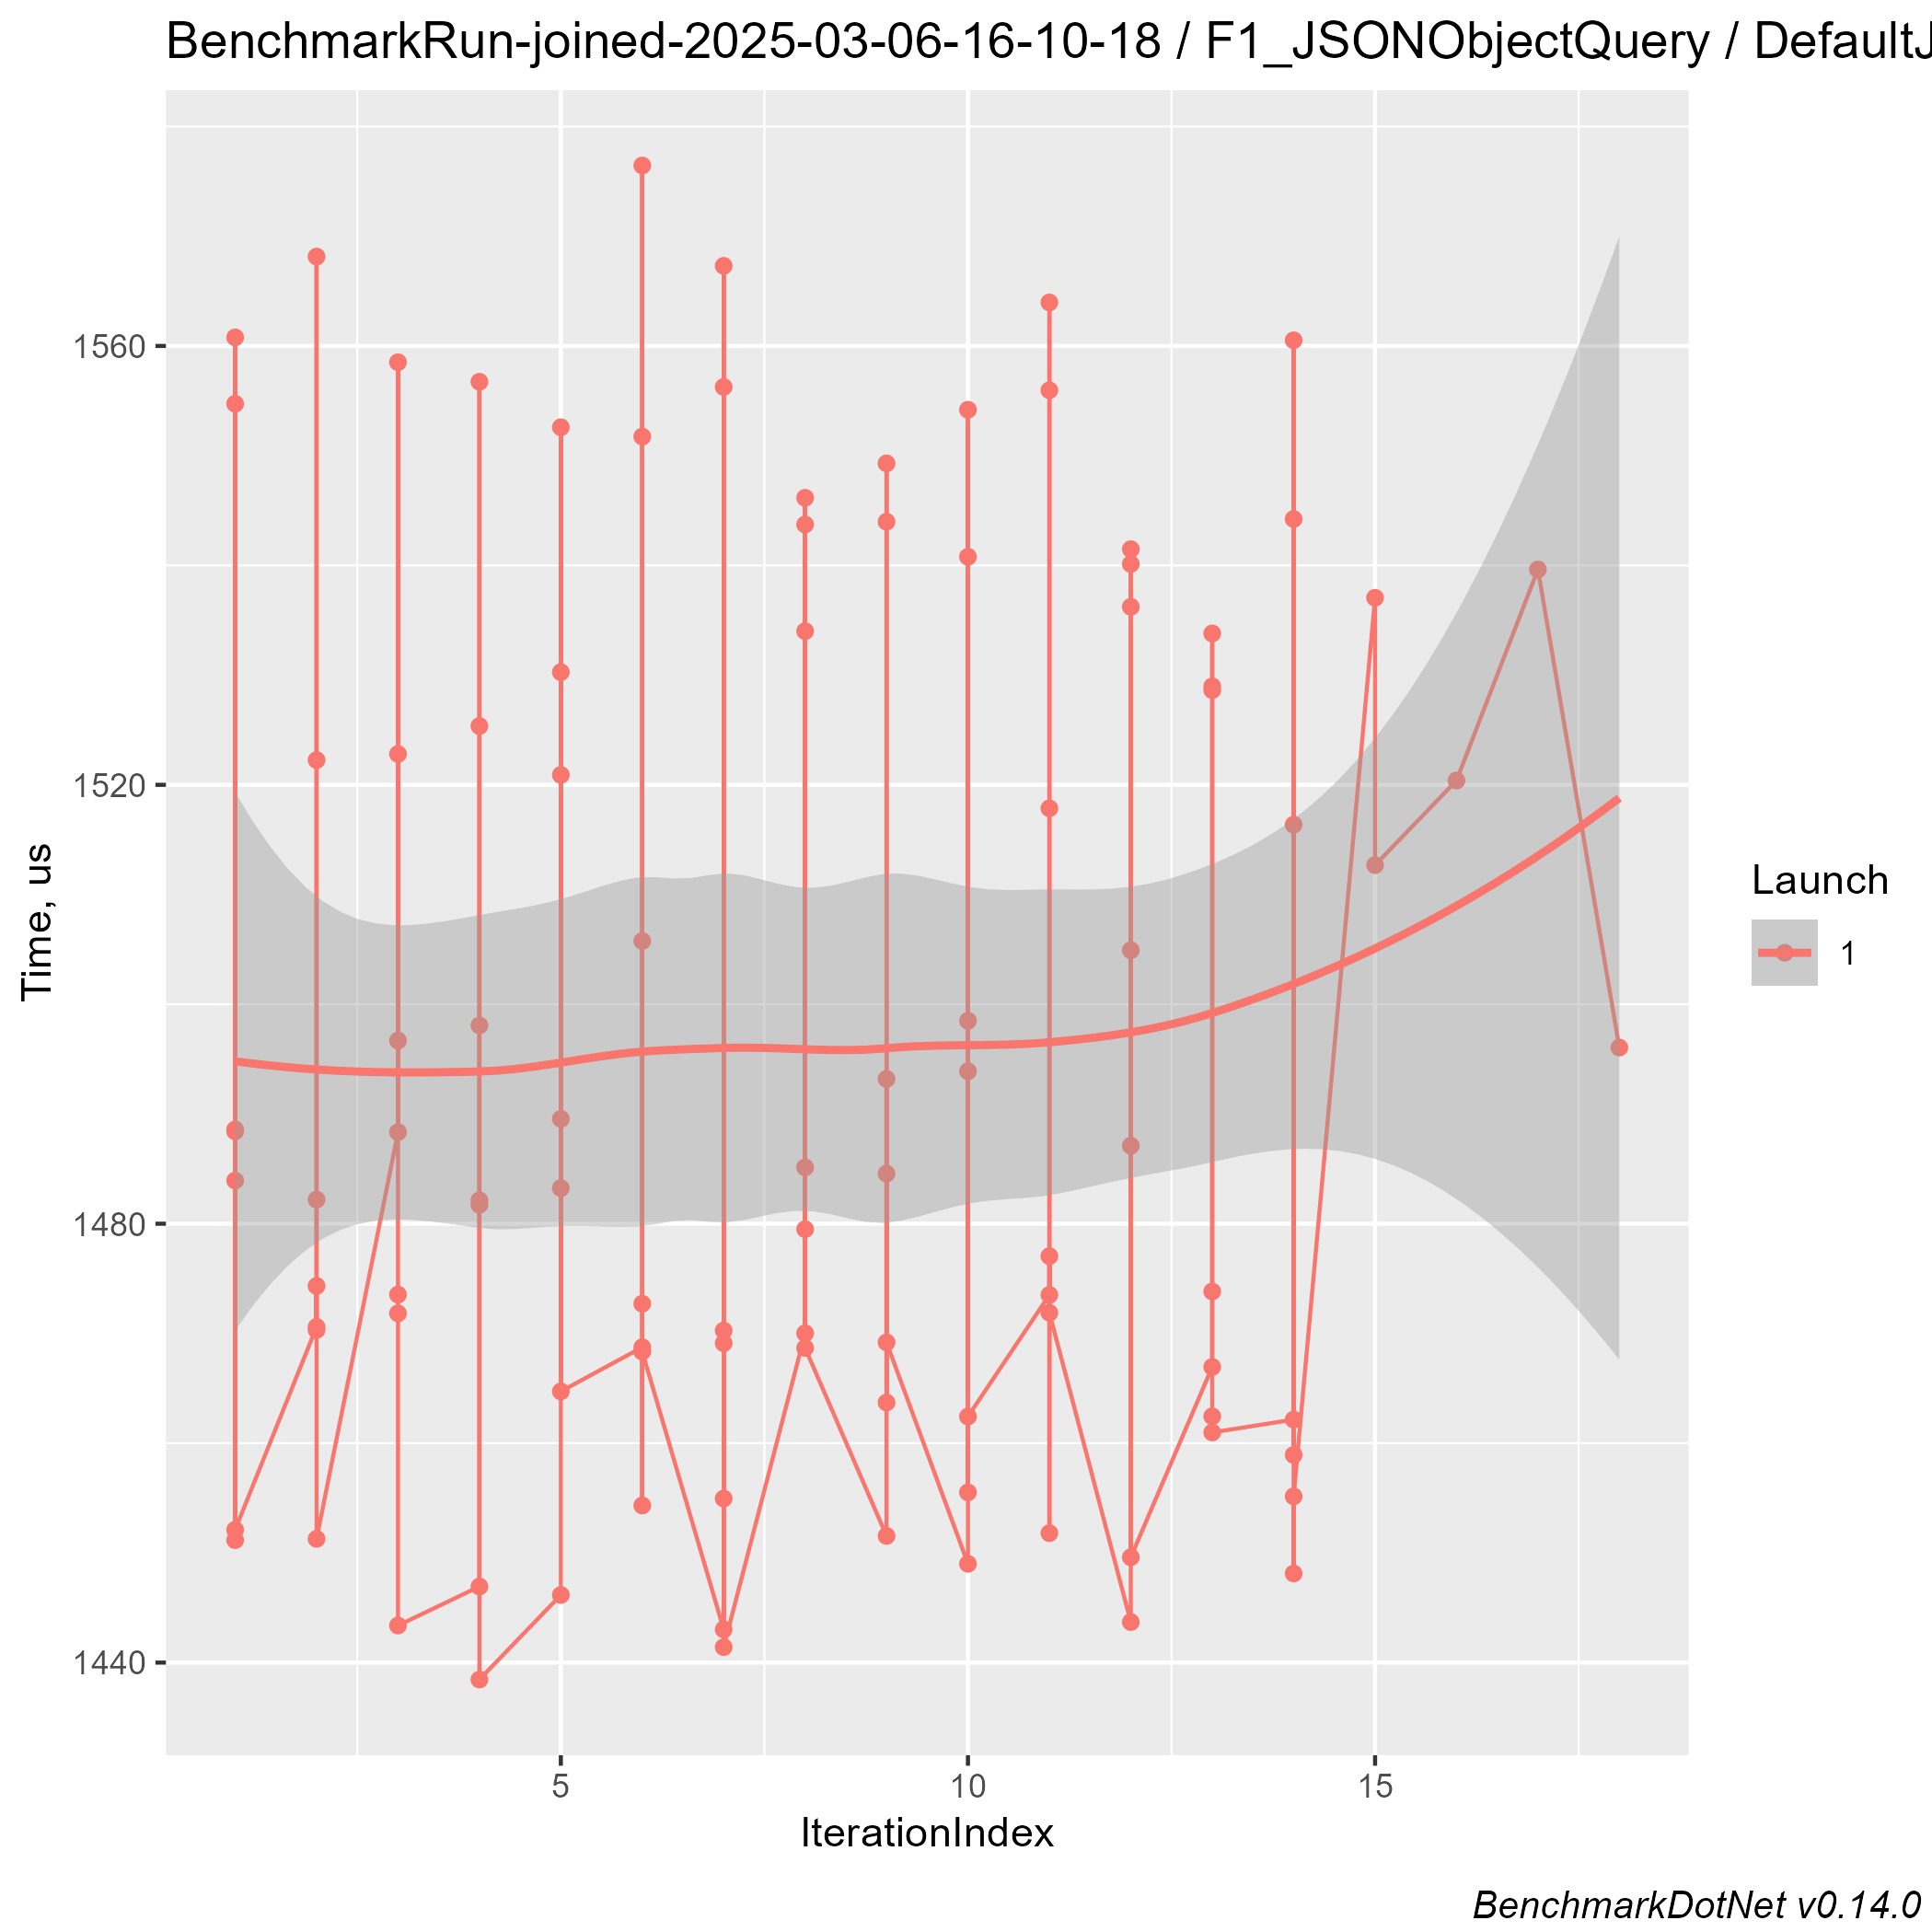 BenchmarkRun-joined-2025-03-06-16-10-18 / F1_JSONObjectQuery / DefaultJ
1560
1520
1480
1440
Time, us
5 10 15
IterationIndex
Launch
1
BenchmarkDotNet v0.14.0